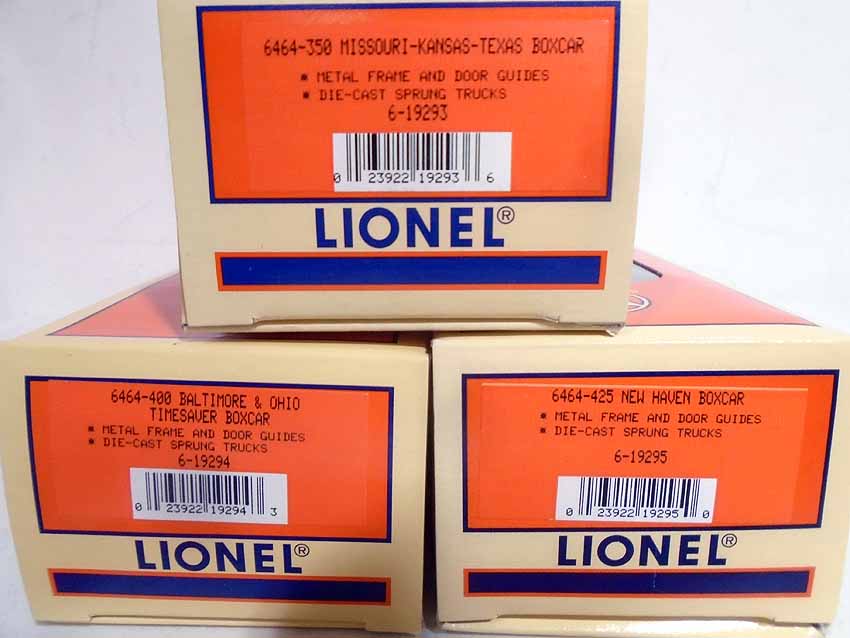 6464-350 MISSOURI-KANSAS-TEXAS BOXCAR
* METAL FRAME AND DOOR GUIDES
* DIE-CAST SPRUNG TRUCKS
6-19293
0 23922 19293 6
LIONEL®
6464-400 BALTIMORE & OHIO
TIMESAVER BOXCAR
* METAL FRAME AND DOOR GUIDES
* DIE-CAST SPRUNG TRUCKS
6-19294
0 23922 19294 3
LIONEL®
6464-425 NEW HAVEN BOXCAR
* METAL FRAME AND DOOR GUIDES
* DIE-CAST SPRUNG TRUCKS
6-19295
0 23922 19295 0
LIONEL®